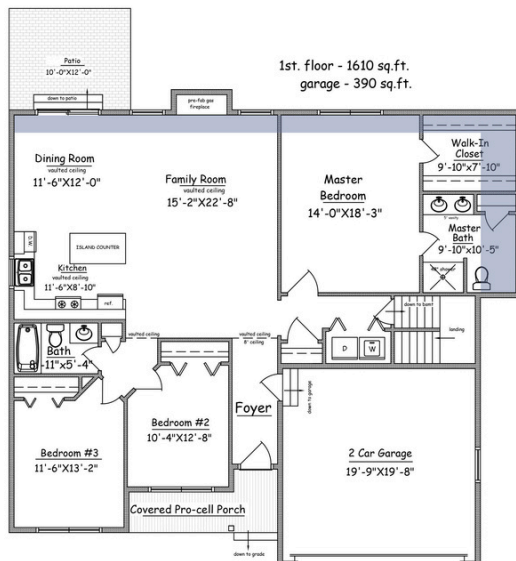 Patio
10'-0"X12'-0"
1st. floor - 1610 sq.ft.
garage - 390 sq.ft.
down to patio
pre-fab gas
fireplace
Dining Room
vaulted ceiling
11'-6"X12'-0"
Family Room
vaulted ceiling
15'-2"X22'-8"
Master
Bedroom
14'-0"X18'-3"
Walk-In
Closet
9'-10"x7'-10"
5' vanity
Master
Bath
9'-10"x10'-5"
48" shower
D.W.
ISLAND COUNTER
Kitchen
11'-6"X8'-10"
ref.
down to bsmt
landing
vaulted ceiling
vaulted ceiling
8' ceiling
Bath
-11"x5'-4"
D
W
down to garage
Foyer
Bedroom #2
10'-4"X12'-8"
Bedroom #3
11'-6"X13'-2"
2 Car Garage
19'-9"X19'-8"
Covered Pro-cell Porch
down to grade